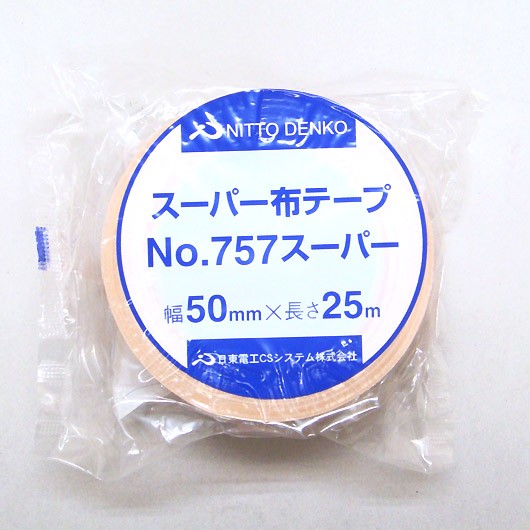 NITTO DENKO
スーパー布テープ
No.757スーパー
幅50mm×長さ25m
日東電工CSシステム株式会社